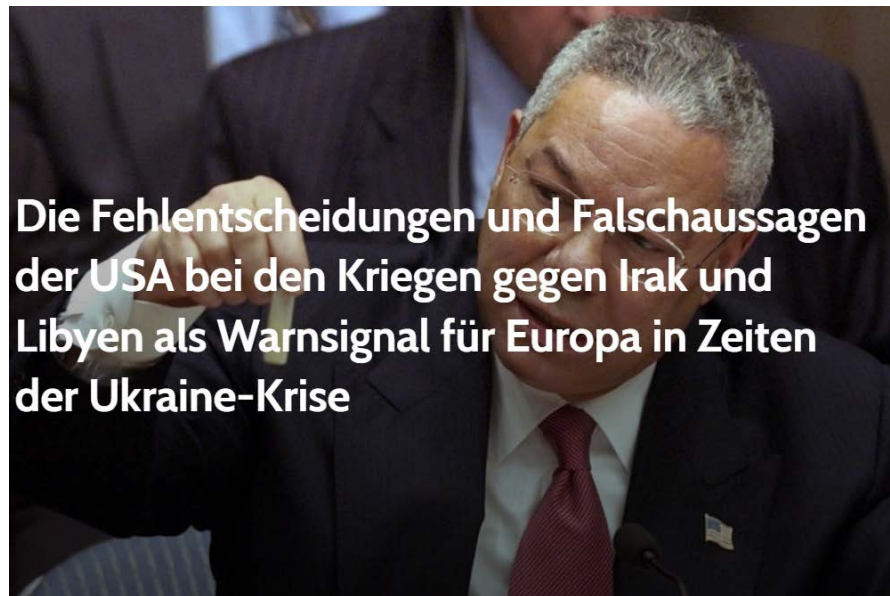 Die Fehlentscheidungen und Falschaussagen
der USA bei den Kriegen gegen Irak und
Libyen als Warnsignal für Europa in Zeiten
der Ukraine-Krise